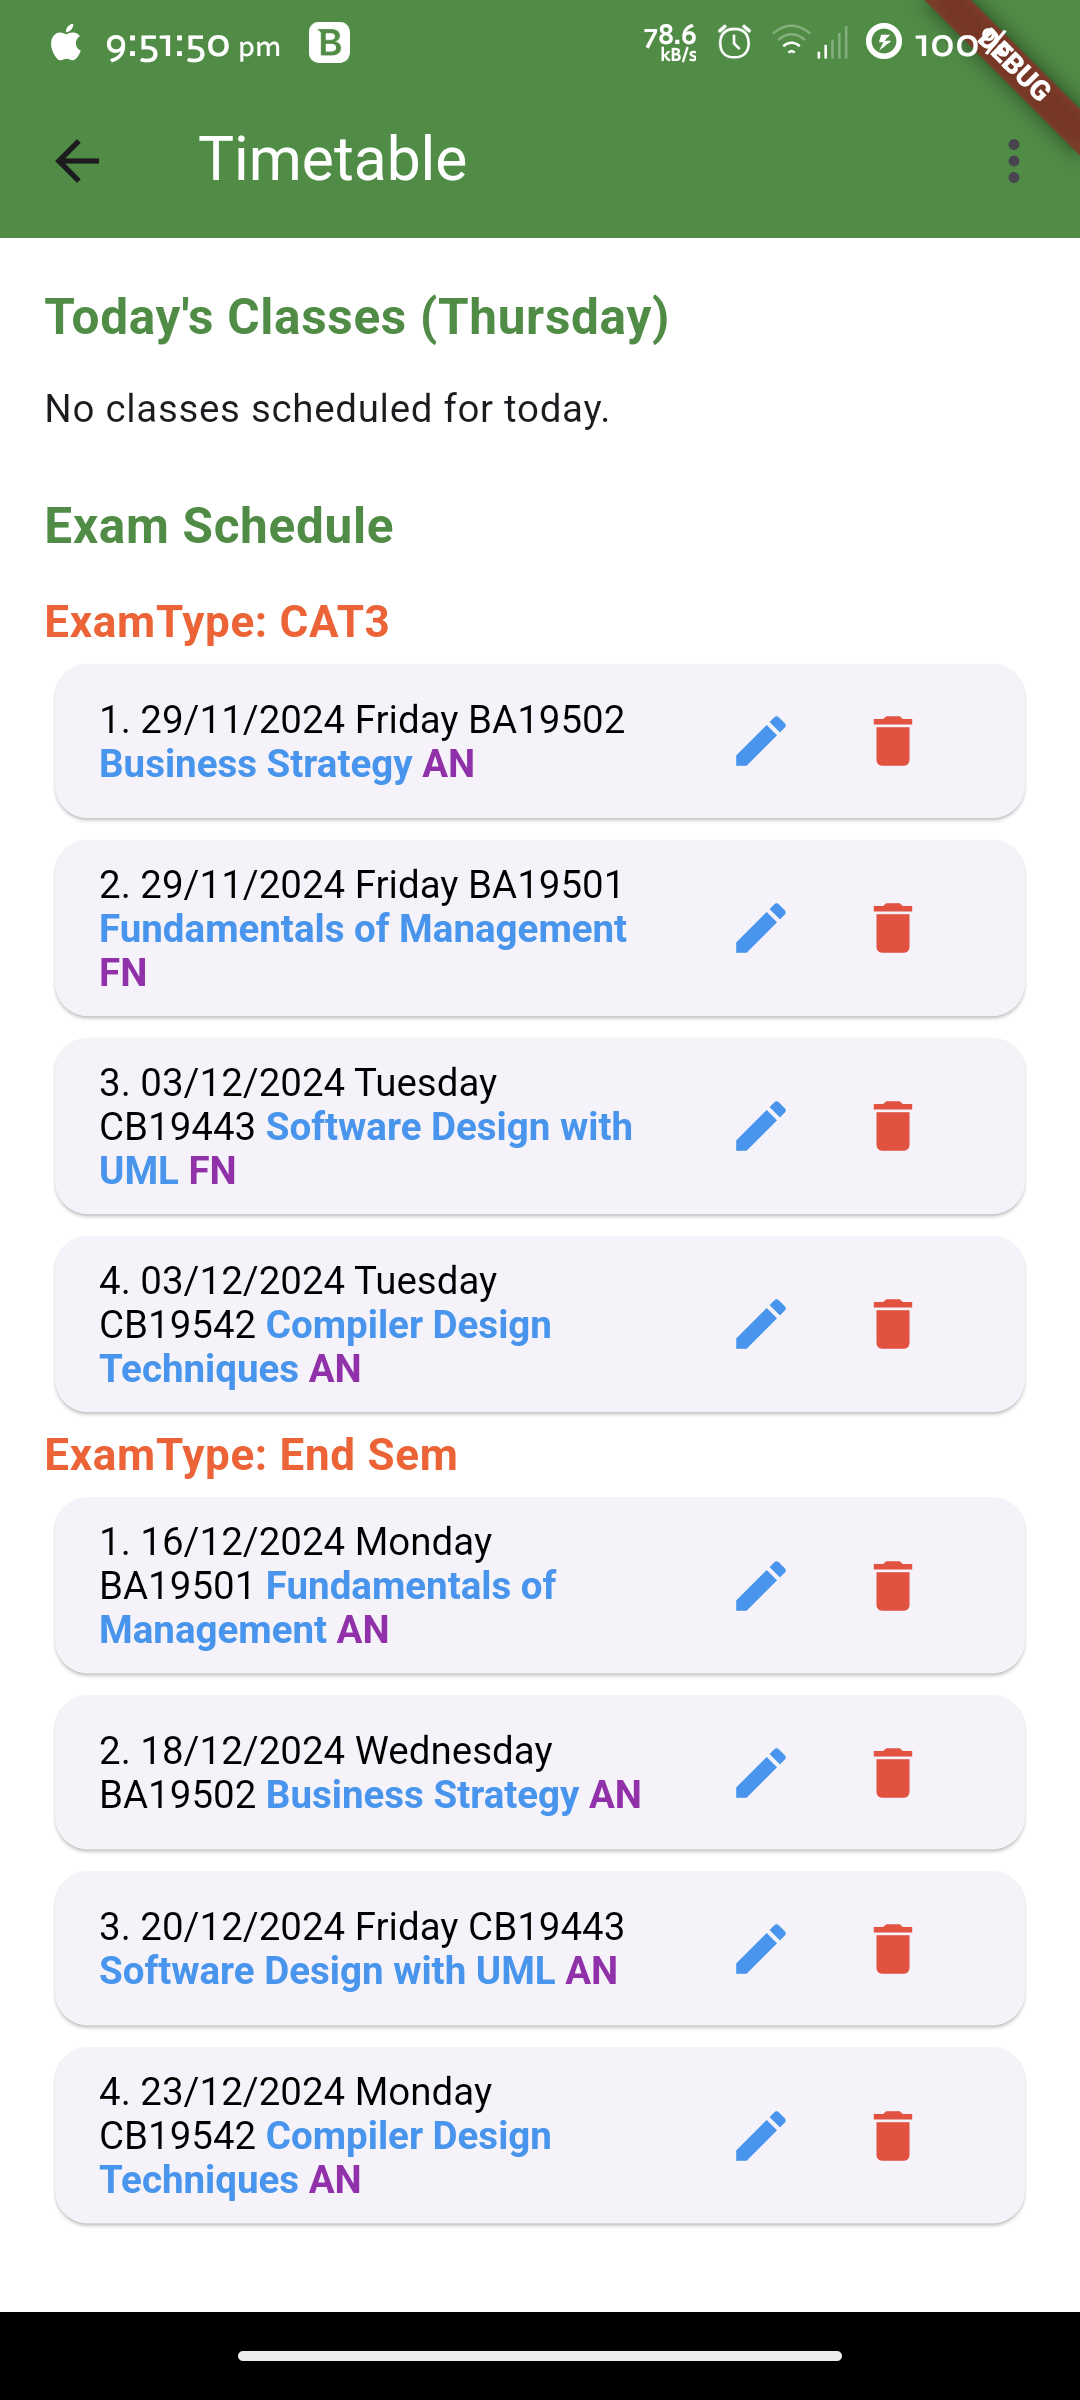 9:51:50 pm B 78.6 kB/s 100%
DEBUG
Timetable
Today's Classes (Thursday)
No classes scheduled for today.
Exam Schedule
ExamType: CAT3
1. 29/11/2024 Friday BA19502
Business Strategy AN
2. 29/11/2024 Friday BA19501
Fundamentals of Management
FN
3. 03/12/2024 Tuesday
CB19443 Software Design with
UML FN
4. 03/12/2024 Tuesday
CB19542 Compiler Design
Techniques AN
ExamType: End Sem
1. 16/12/2024 Monday
BA19501 Fundamentals of
Management AN
2. 18/12/2024 Wednesday
BA19502 Business Strategy AN
3. 20/12/2024 Friday CB19443
Software Design with UML AN
4. 23/12/2024 Monday
CB19542 Compiler Design
Techniques AN